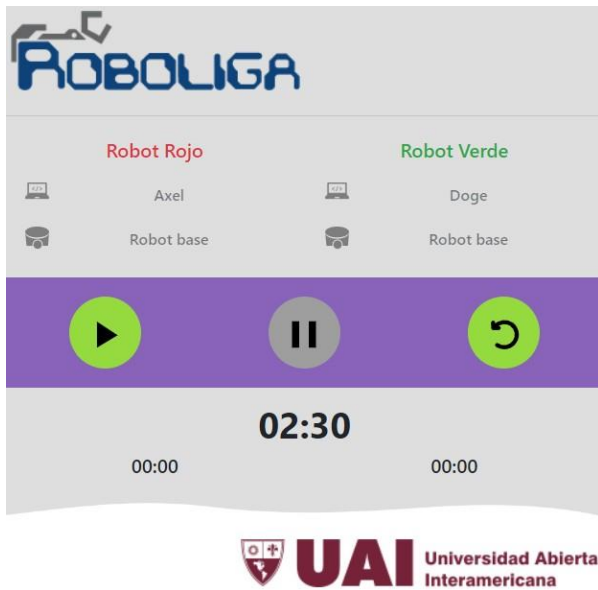 ROBOLIGA
Robot Rojo
Robot Verde
Axel
Doge
Robot base
Robot base
02:30
00:00
00:00
UAI Universidad Abierta
Interamericana